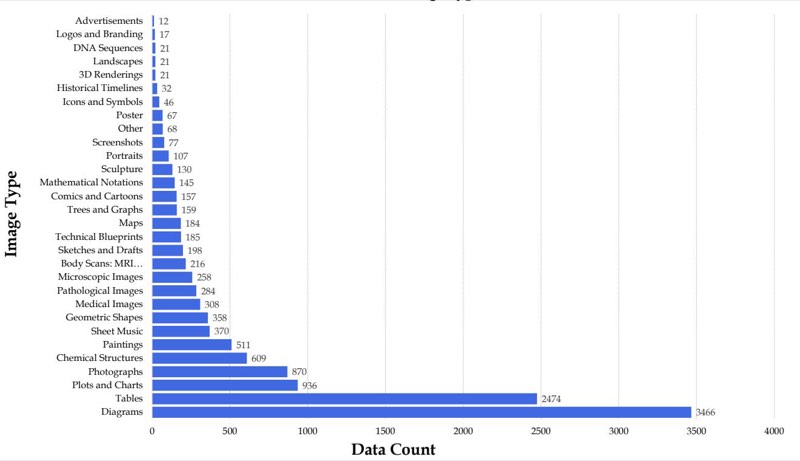 Advertisements 12
Logos and Branding 17
DNA Sequences 21
Landscapes 21
3D Renderings 21
Historical Timelines 32
Icons and Symbols 46
Poster 67
Other 68
Screenshots 77
Portraits 107
Sculpture 130
Mathematical Notations 145
Comics and Cartoons 157
Trees and Graphs 159
Maps 184
Technical Blueprints 185
Sketches and Drafts 198
Body Scans: MRI... 216
Microscopic Images 258
Pathological Images 284
Medical Images 308
Geometric Shapes 358
Sheet Music 370
Paintings 511
Chemical Structures 609
Photographs 870
Plots and Charts 936
Tables 2474
Diagrams 3466
0 500 1000 1500 2000 2500 3000 3500 4000
Data Count
Image Type